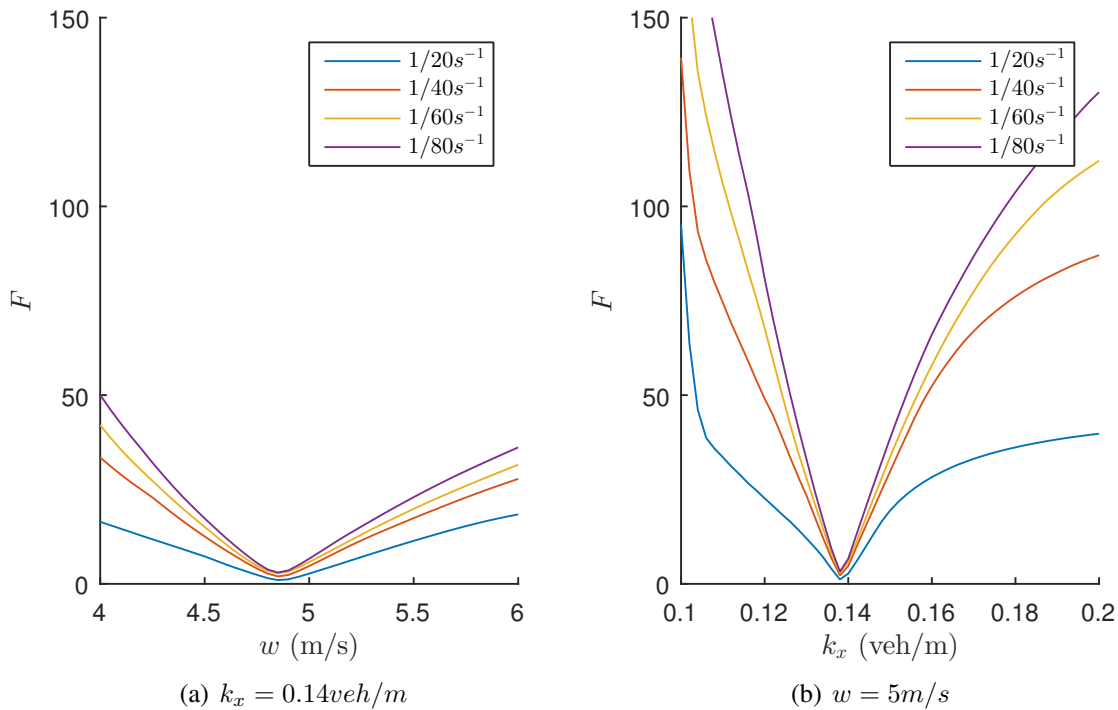 150
100
50
0
F
1/20s⁻¹
1/40s⁻¹
1/60s⁻¹
1/80s⁻¹
4 4.5 5 5.5 6
w (m/s)
(a) kₓ = 0.14veh/m
150
100
50
0
F
1/20s⁻¹
1/40s⁻¹
1/60s⁻¹
1/80s⁻¹
0.1 0.12 0.14 0.16 0.18 0.2
kₓ (veh/m)
(b) w = 5m/s